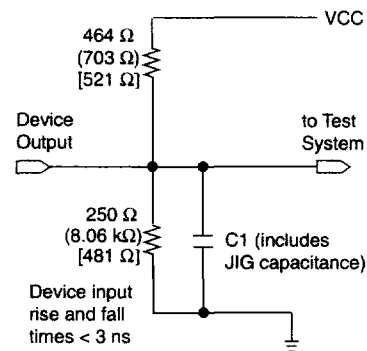 VCC
464 Ω
(703 Ω)
[521 Ω]
Device
Output
to Test
System
250 Ω
(8.06 kΩ)
[481 Ω]
C1 (includes
JIG capacitance)
Device input
rise and fall
times < 3 ns